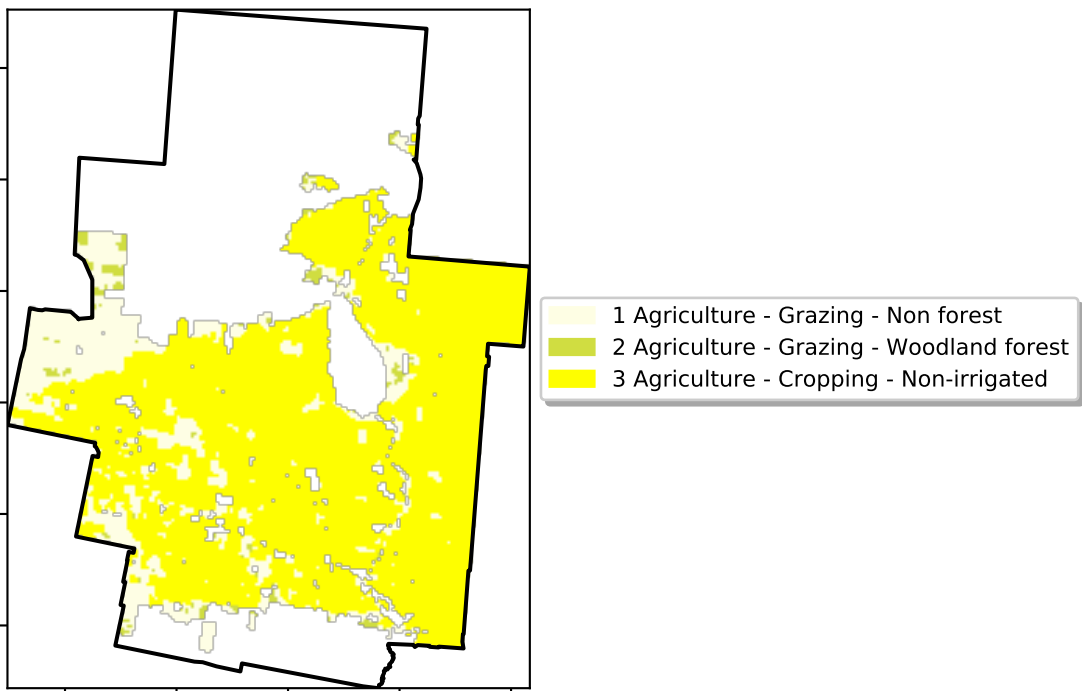 1 Agriculture - Grazing - Non forest
2 Agriculture - Grazing - Woodland forest
3 Agriculture - Cropping - Non-irrigated